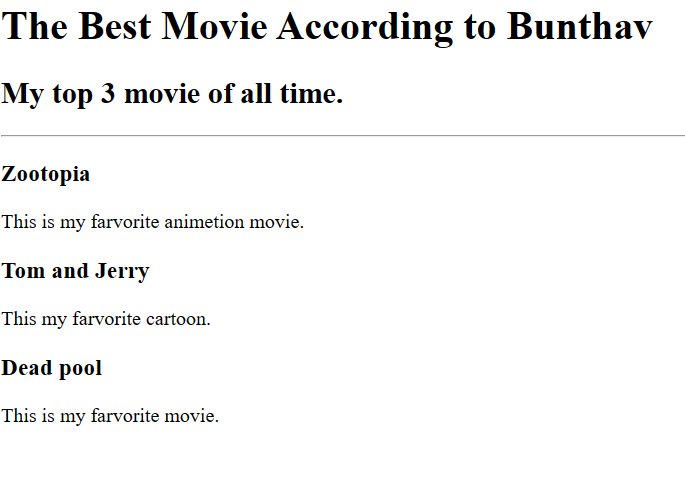 The Best Movie According to Bunthav
My top 3 movie of all time.
Zootopia
This is my farvorite animetion movie.
Tom and Jerry
This my farvorite cartoon.
Dead pool
This is my farvorite movie.